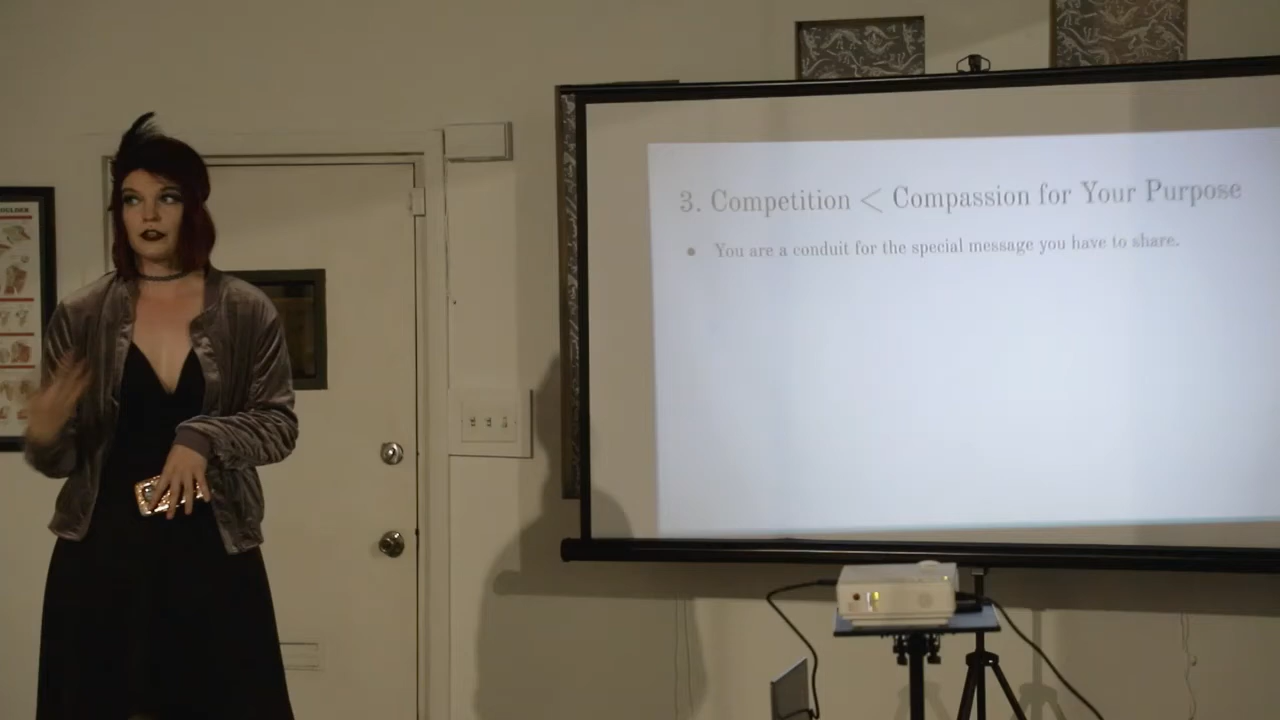 3. Competition < Compassion for Your Purpose
● You are a conduit for the special message you have to share.